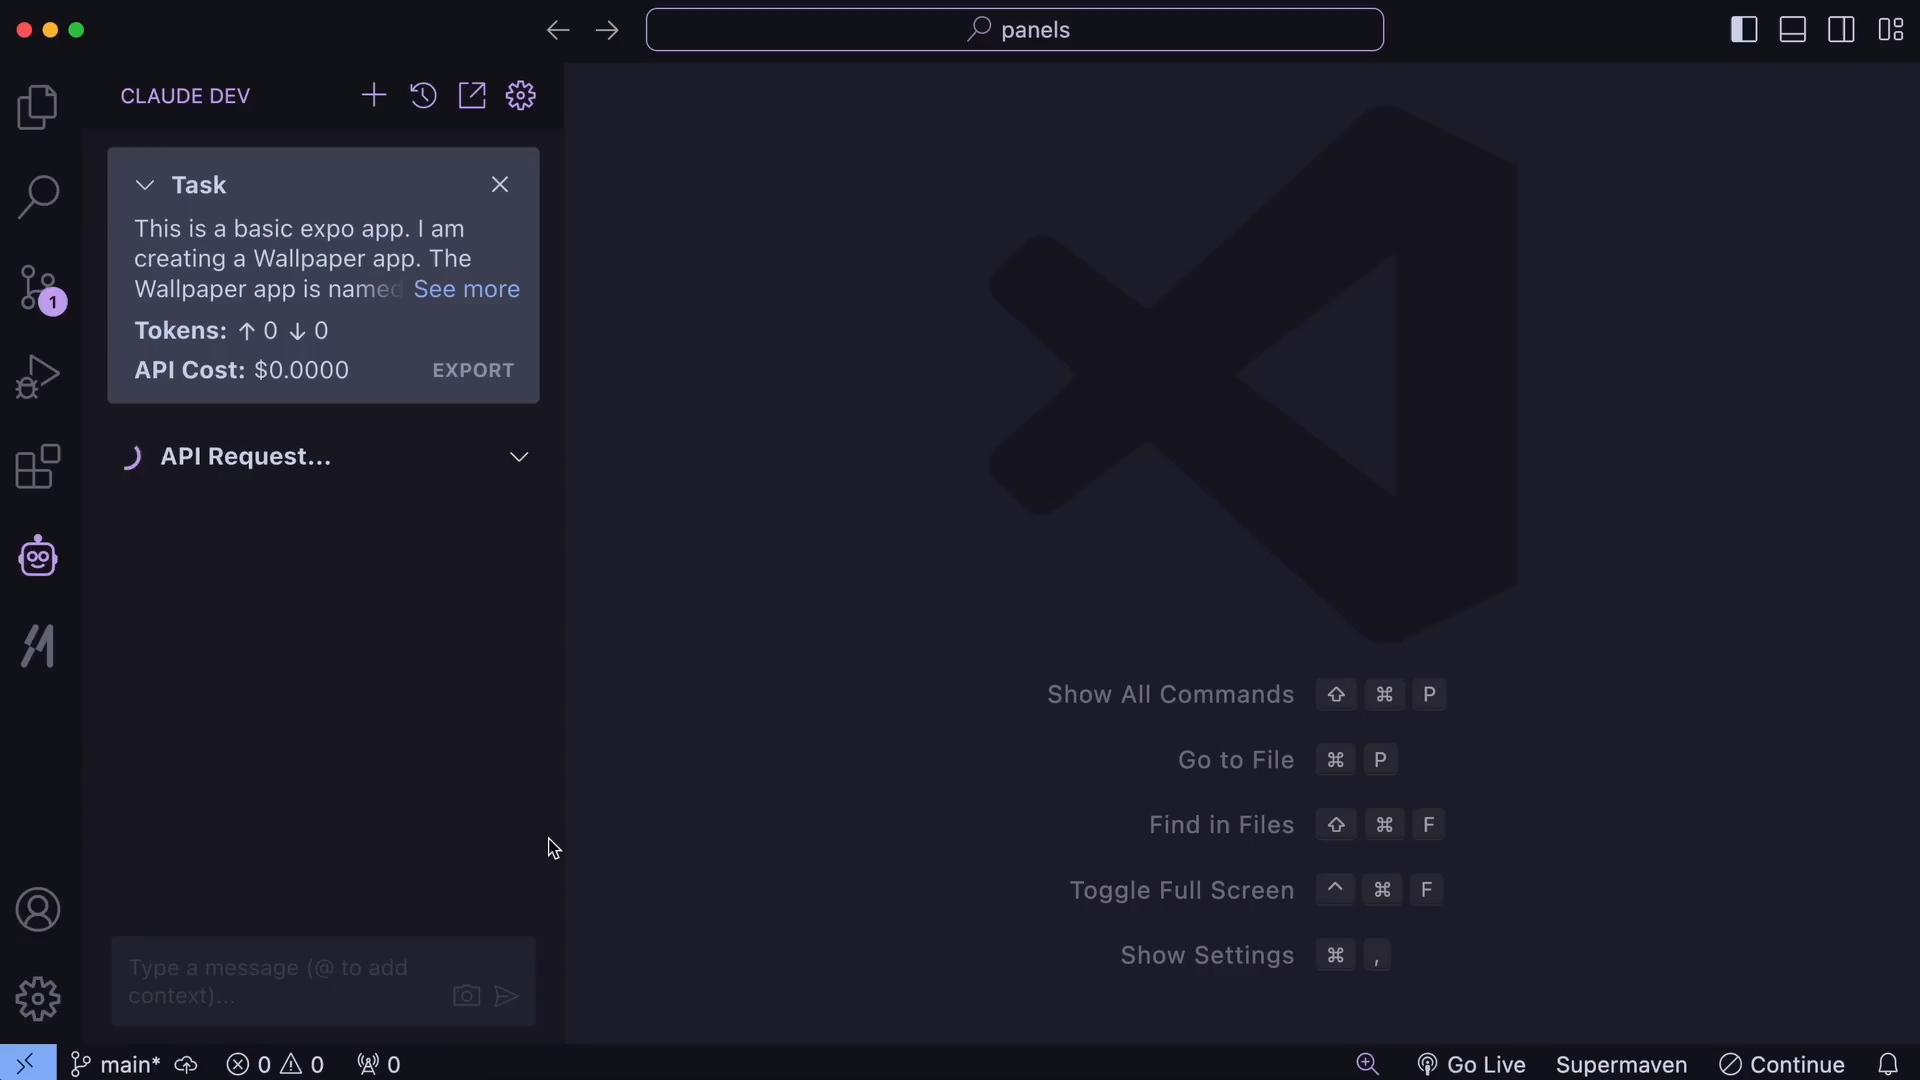 panels
CLAUDE DEV
Task
This is a basic expo app. I am
creating a Wallpaper app. The
Wallpaper app is named See more
Tokens: ↑ 0 ↓ 0
API Cost: $0.0000 EXPORT
API Request...
1
Show All Commands ⇧ ⌘ P
Go to File ⌘ P
Find in Files ⇧ ⌘ F
Toggle Full Screen ^ ⌘ F
Show Settings ⌘ ,
Type a message (@ to add
context)...
main* 0 0 0 Go Live Supermaven Continue